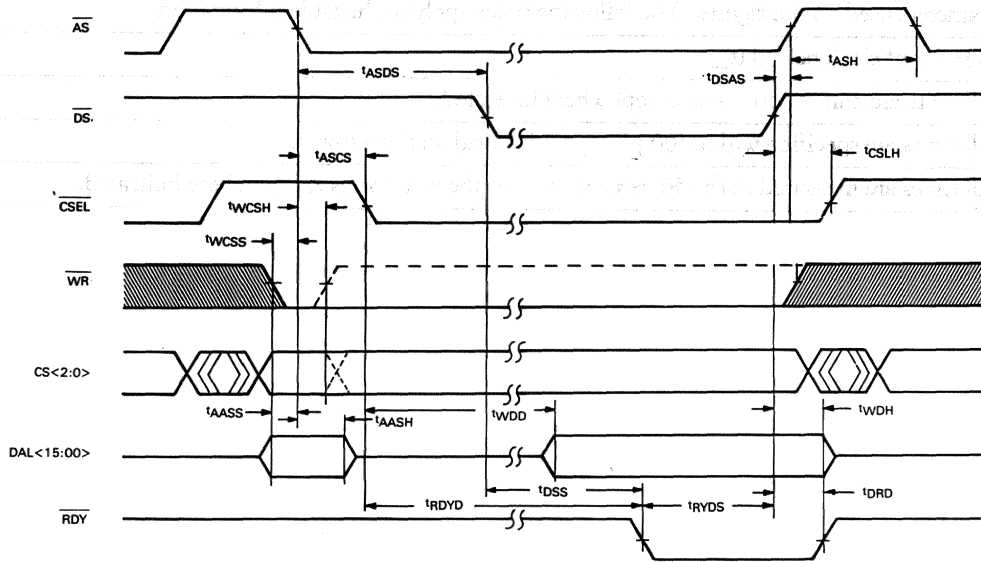 AS
tASH
tASDS
tDSAS
DS
tASCS
tCSLH
CSEL
tWCSH
tWCSS
WR
CS<2:0>
tAASS
tAASH
tWDD
tWDH
DAL<15:00>
tDSS
tDRD
tRDYD
tRYDS
RDY